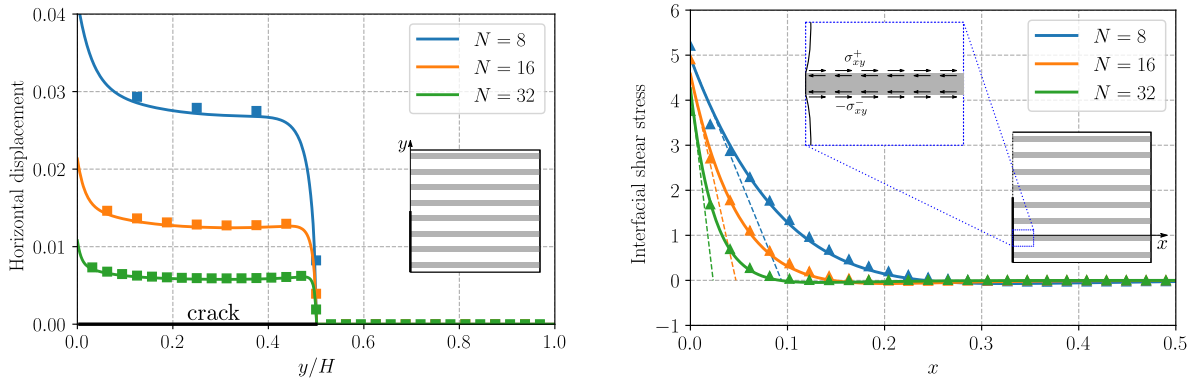 0.04
0.03
0.02
0.01
0.00
Horizontal displacement
N = 8
N = 16
N = 32
y
crack
0.0
0.2
0.4
0.6
0.8
1.0
y/H
6
5
4
3
2
1
0
−1
Interfacial shear stress
σ⁺xy
−σ⁻xy
N = 8
N = 16
N = 32
x
0.0
0.1
0.2
0.3
0.4
0.5
x